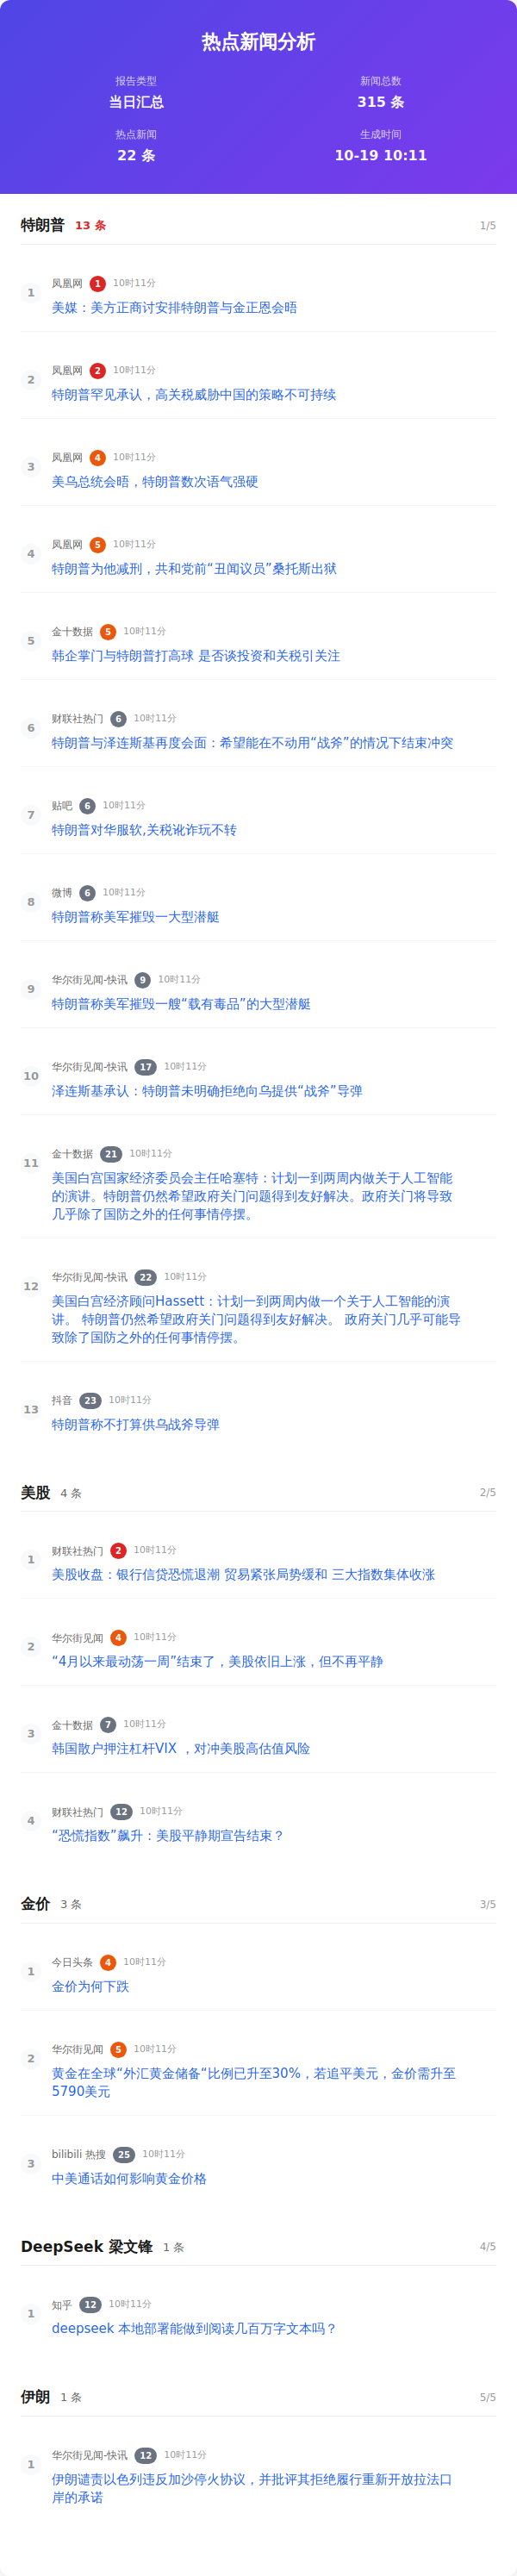 热点新闻分析
报告类型
新闻总数
当日汇总
315 条
热点新闻
生成时间
22 条
10-19 10:11
特朗普 13 条 1/5
1
凤凰网 1 10时11分
美媒：美方正商讨安排特朗普与金正恩会晤
2
凤凰网 2 10时11分
特朗普罕见承认，高关税威胁中国的策略不可持续
3
凤凰网 4 10时11分
美乌总统会晤，特朗普数次语气强硬
4
凤凰网 5 10时11分
特朗普为他减刑，共和党前“丑闻议员”桑托斯出狱
5
金十数据 5 10时11分
韩企掌门与特朗普打高球 是否谈投资和关税引关注
6
财联社热门 6 10时11分
特朗普与泽连斯基再度会面：希望能在不动用“战斧”的情况下结束冲突
7
贴吧 6 10时11分
特朗普对华服软,关税讹诈玩不转
8
微博 6 10时11分
特朗普称美军摧毁一大型潜艇
9
华尔街见闻-快讯 9 10时11分
特朗普称美军摧毁一艘“载有毒品”的大型潜艇
10
华尔街见闻-快讯 17 10时11分
泽连斯基承认：特朗普未明确拒绝向乌提供“战斧”导弹
11
金十数据 21 10时11分
美国白宫国家经济委员会主任哈塞特：计划一到两周内做关于人工智能
的演讲。特朗普仍然希望政府关门问题得到友好解决。政府关门将导致
几乎除了国防之外的任何事情停摆。
12
华尔街见闻-快讯 22 10时11分
美国白宫经济顾问Hassett：计划一到两周内做一个关于人工智能的演
讲。 特朗普仍然希望政府关门问题得到友好解决。 政府关门几乎可能导
致除了国防之外的任何事情停摆。
13
抖音 23 10时11分
特朗普称不打算供乌战斧导弹
美股 4 条 2/5
1
财联社热门 2 10时11分
美股收盘：银行信贷恐慌退潮 贸易紧张局势缓和 三大指数集体收涨
2
华尔街见闻 4 10时11分
“4月以来最动荡一周”结束了，美股依旧上涨，但不再平静
3
金十数据 7 10时11分
韩国散户押注杠杆VIX ，对冲美股高估值风险
4
财联社热门 12 10时11分
“恐慌指数”飙升：美股平静期宣告结束？
金价 3 条 3/5
1
今日头条 4 10时11分
金价为何下跌
2
华尔街见闻 5 10时11分
黄金在全球“外汇黄金储备“比例已升至30%，若追平美元，金价需升至
5790美元
3
bilibili 热搜 25 10时11分
中美通话如何影响黄金价格
DeepSeek 梁文锋 1 条 4/5
1
知乎 12 10时11分
deepseek 本地部署能做到阅读几百万字文本吗？
伊朗 1 条 5/5
1
华尔街见闻-快讯 12 10时11分
伊朗谴责以色列违反加沙停火协议，并批评其拒绝履行重新开放拉法口
岸的承诺